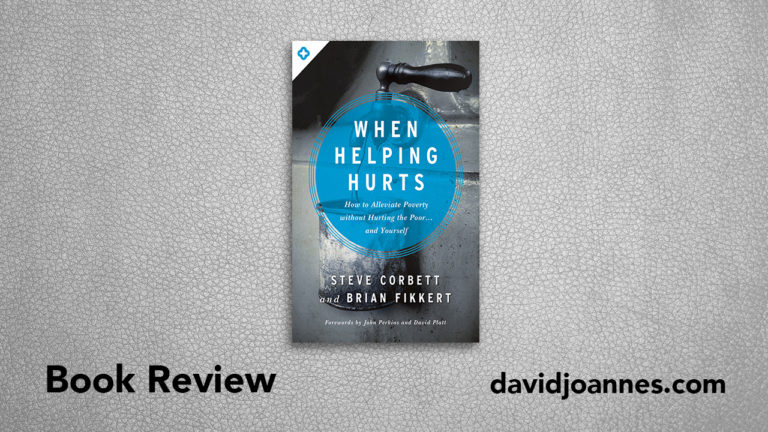 WHEN
HELPING
HURTS
How to Alleviate Poverty
without Hurting the Poor...
and Yourself
STEVE CORBETT
and BRIAN FIKKERT
Forewords by John Perkins and David Platt
Book Review
davidjoannes.com